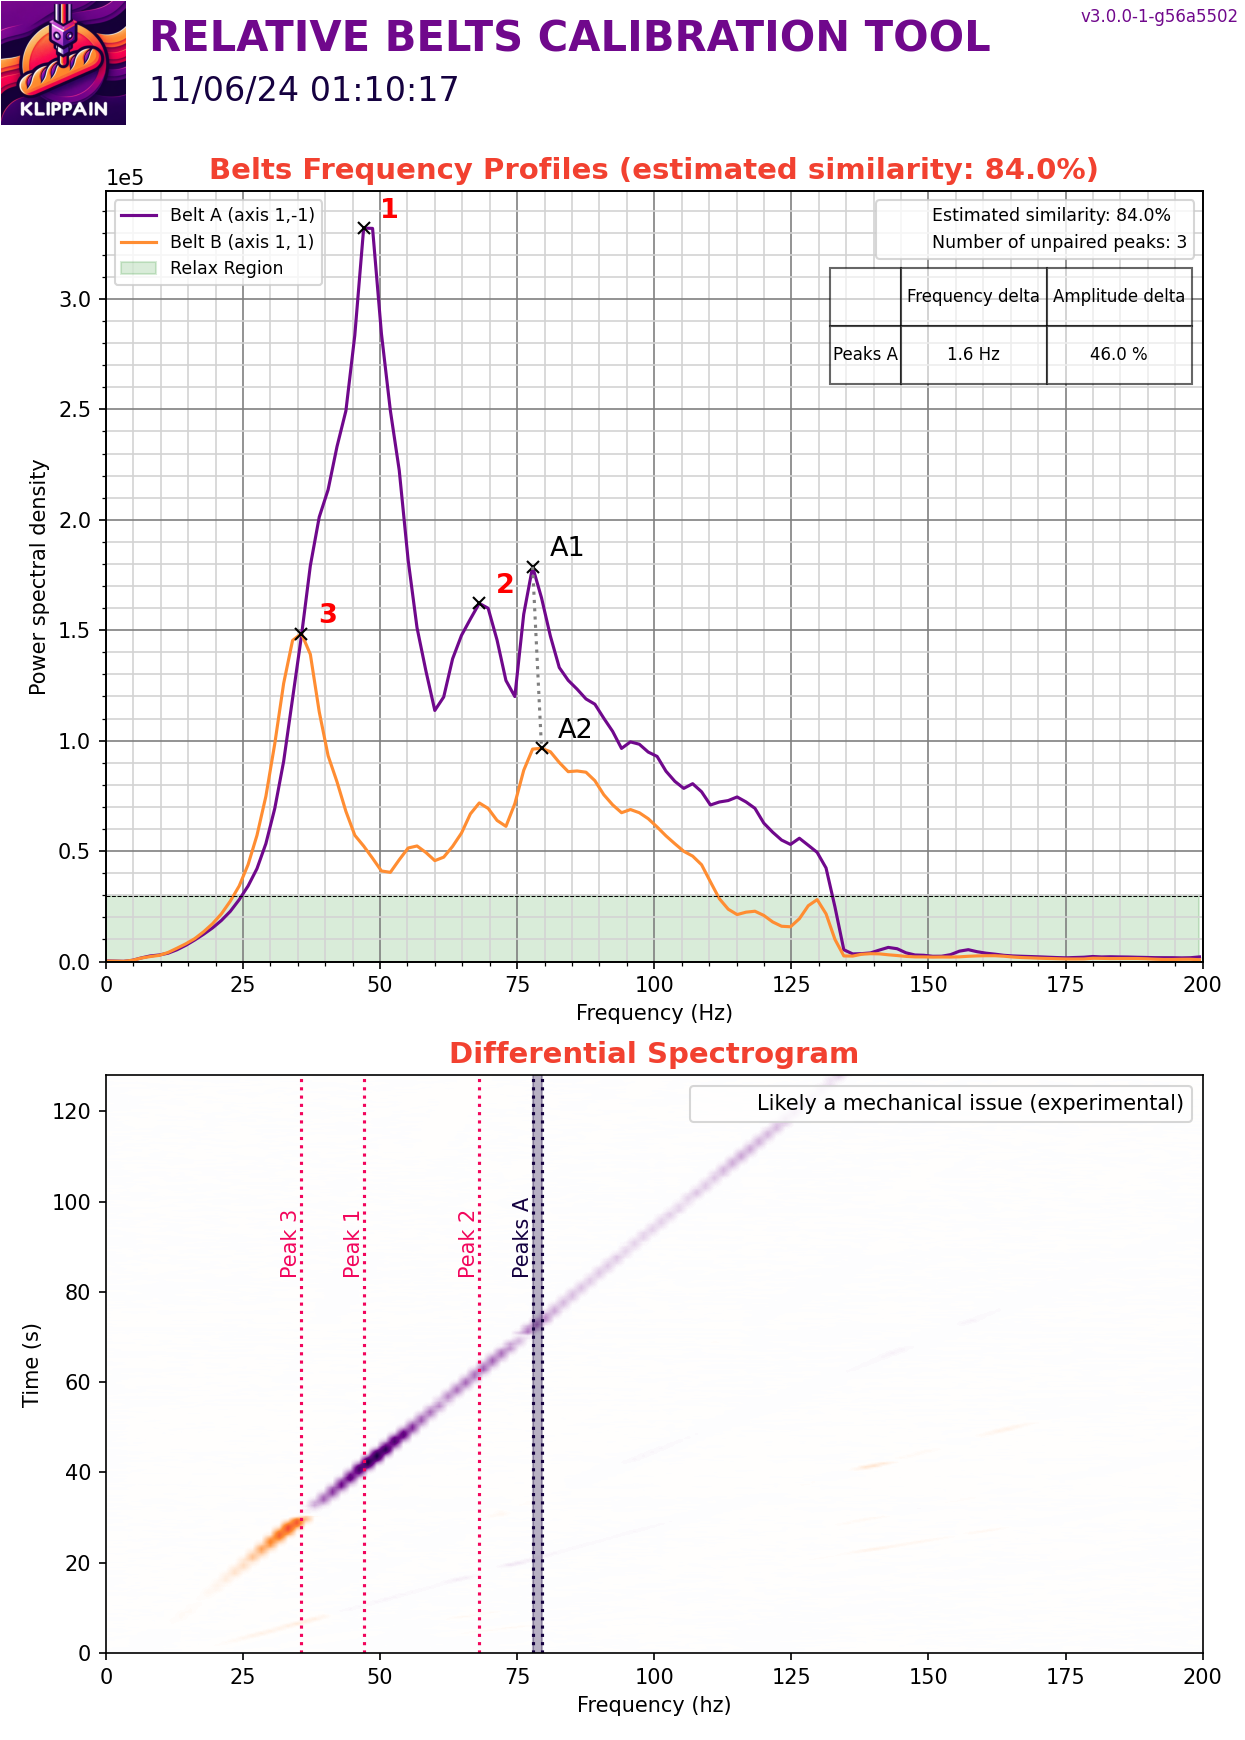 v3.0.0-1-g56a5502
RELATIVE BELTS CALIBRATION TOOL
11/06/24 01:10:17
KLIPPAIN
Belts Frequency Profiles (estimated similarity: 84.0%)
1e5
Belt A (axis 1,-1)
Belt B (axis 1, 1)
Relax Region
Estimated similarity: 84.0%
Number of unpaired peaks: 3
Frequency delta Amplitude delta
Peaks A 1.6 Hz 46.0 %
1
2
3
A1
A2
Power spectral density
3.0
2.5
2.0
1.5
1.0
0.5
0.0
0 25 50 75 100 125 150 175 200
Frequency (Hz)
Differential Spectrogram
Likely a mechanical issue (experimental)
Peak 3
Peak 1
Peak 2
Peaks A
Time (s)
120
100
80
60
40
20
0
0 25 50 75 100 125 150 175 200
Frequency (hz)